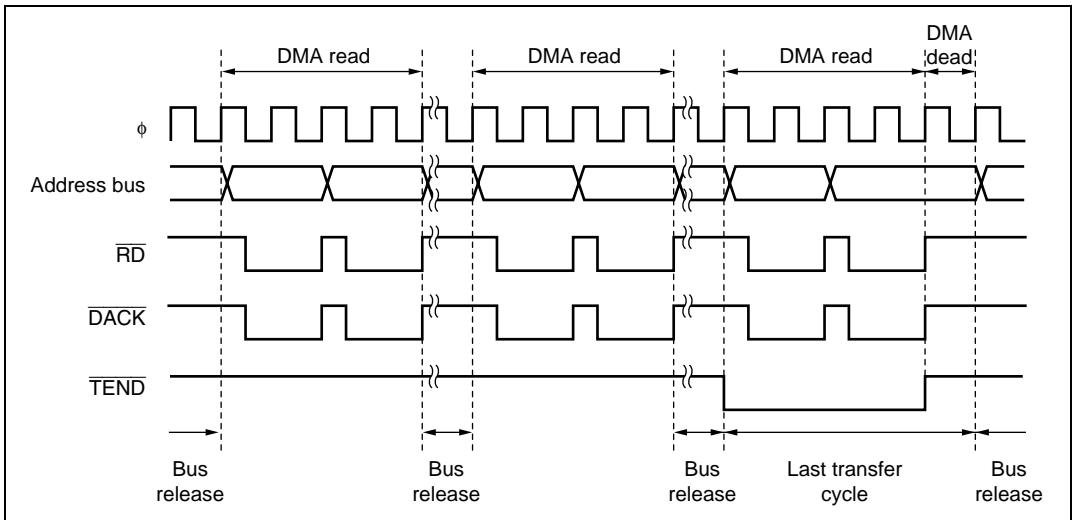 DMA read
DMA read
DMA read
DMA
dead
ϕ
Address bus
RD
DACK
TEND
Bus
release
Bus
release
Bus
release
Last transfer
cycle
Bus
release